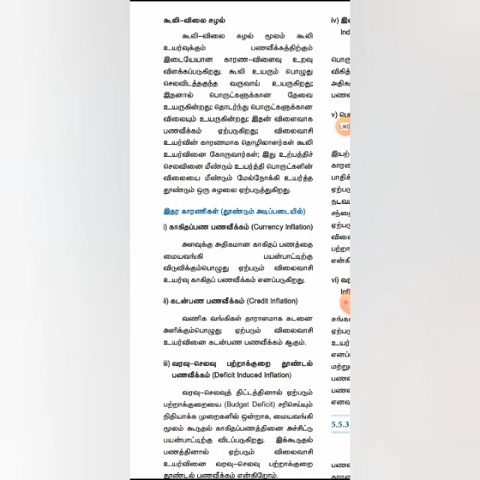 கூலி–விலை சுழல்
கூலி–விலை சுழல் மூலம் கூலி
உயர்வுக்கும் பணவீக்கத்திற்கும்
இடையேயான காரண–விளைவு உறவு
விளக்கப்படுகிறது. கூலி உயரும் பொழுது
செலவிடத்தகுந்த வருவாய் உயருகிறது;
இதனால் பொருட்களுக்கான தேவை
உயருகின்றது; தொடர்ந்து பொருட்களுக்கான
விலையும் உயருகின்றது; இதன் விளைவாக
பணவீக்கம் ஏற்படுகிறது; விலைவாசி
உயர்வின் காரணமாக தொழிலாளர்கள் கூலி
உயர்வினை கோருவார்கள்; இது உற்பத்திச்
செலவினை மீண்டும் உயர்த்தி பொருட்களின்
விலையை மீண்டும் மேல்நோக்கி உயர்த்த
தூண்டும் ஒரு சுழலை ஏற்படுத்துகிறது.
இதர காரணிகள் (தூண்டும் அடிப்படையில்)
i) காகிதப்பண பணவீக்கம் (Currency Inflation)
அளவுக்கு அதிகமான காகிதப் பணத்தை
மையவங்கி பயன்பாட்டிற்கு
விடுவிக்கும்பொழுது ஏற்படும் விலைவாசி
உயர்வு காகிதப் பணவீக்கம் எனப்படுகிறது.
ii) கடன்பண பணவீக்கம் (Credit Inflation)
வணிக வங்கிகள் தாராளமாக கடனை
அளிக்கும்பொழுது ஏற்படும் விலைவாசி
உயர்வினை கடன்பண பணவீக்கம் ஆகும்.
iii) வரவு–செலவு பற்றாக்குறை தூண்டல்
பணவீக்கம் (Deficit Induced Inflation)
வரவு–செலவுத் திட்டத்தினால் ஏற்படும்
பற்றாக்குறையை (Budget Deficit) சரிசெய்யும்
நிதியாக்க முறைகளில் ஒன்றாக, மையவங்கி
மூலம் கூடுதல் காகிதப்பணத்தினை அச்சிட்டு
பயன்பாட்டிற்கு விடப்படுகிறது. இக்கூடுதல்
பணத்தினால் ஏற்படும் விலைவாசி
உயர்வினை வரவு–செலவு பற்றாக்குறை
தூண்டல் பணவீக்கம் என்கிறோம்.
iv)
Ind
v)
vi)
5.5.3